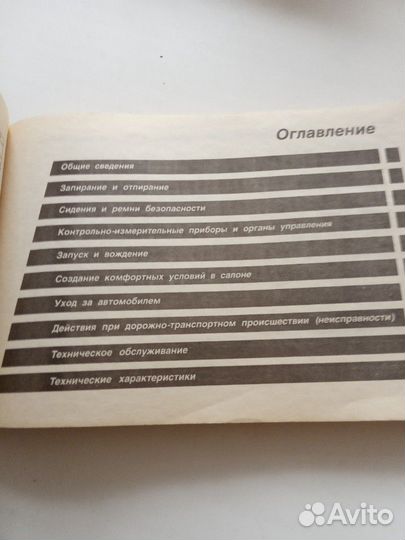 Оглавление
Общие сведения
Запирание и отпирание
Сидения и ремни безопасности
Контрольно-измерительные приборы и органы управления
Запуск и вождение
Создание комфортных условий в салоне
Уход за автомобилем
Действия при дорожно-транспортном происшествии (неисправности)
Техническое обслуживание
Технические характеристики
Avito